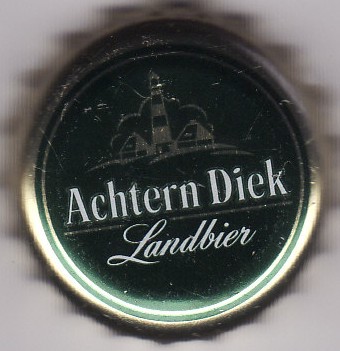 Achtern Diek
Landbier